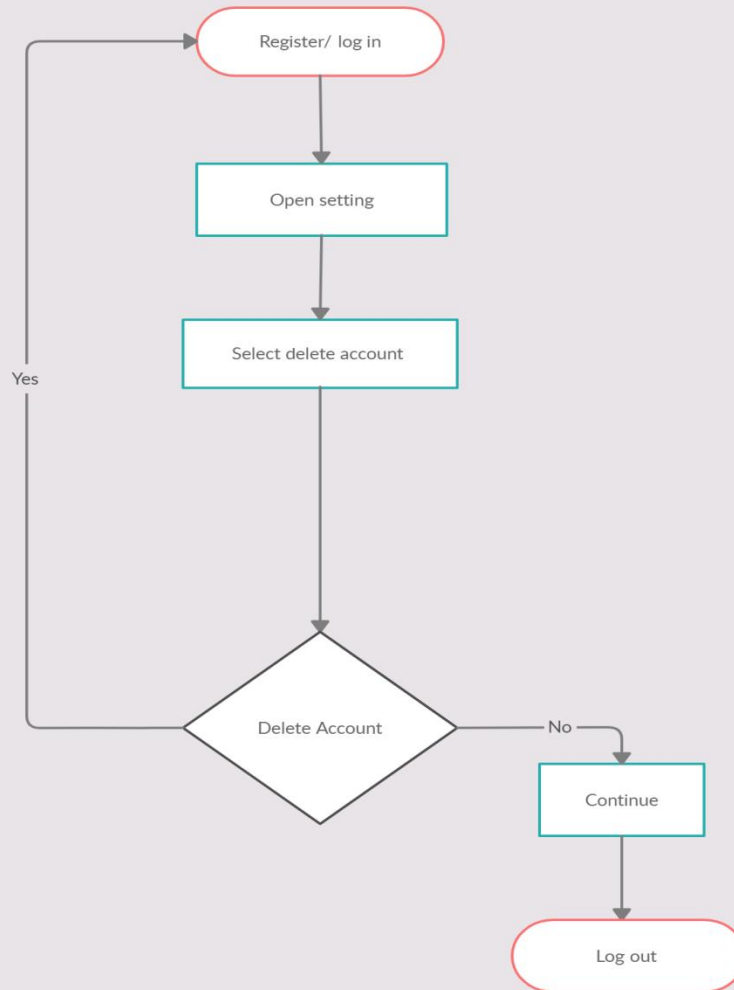 Register/ log in
Open setting
Select delete account
Yes
Delete Account
No
Continue
Log out